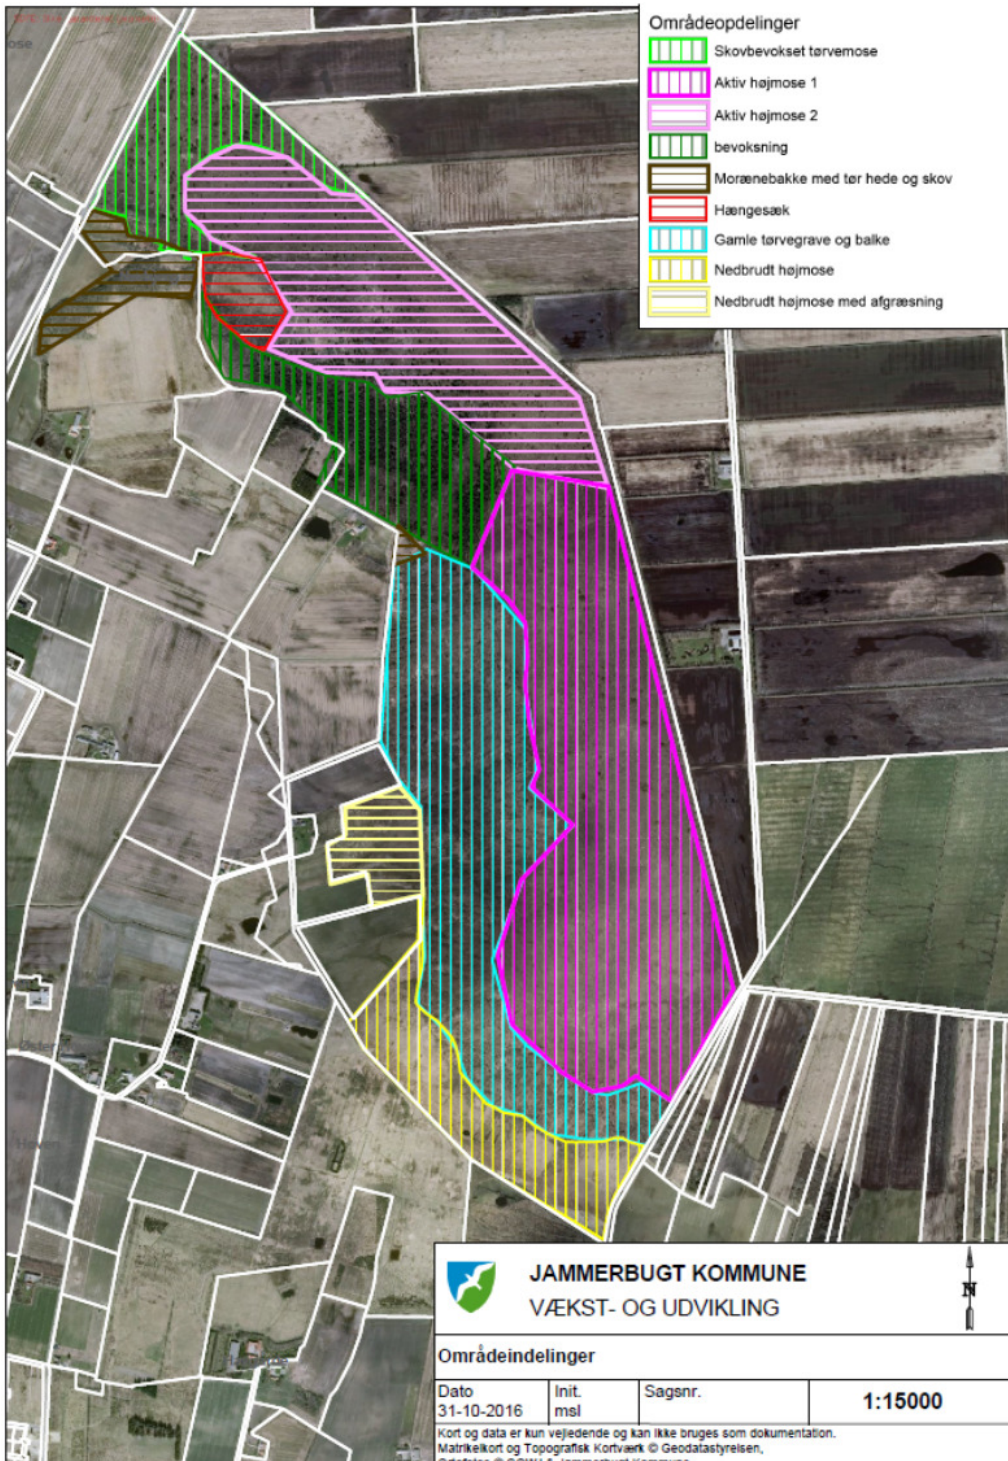 ose
Områdeopdelinger
Skovbevokset tørvemose
Aktiv højmose 1
Aktiv højmose 2
bevoksning
Morænebakke med tør hede og skov
Hængesæk
Gamle tørvegrave og balke
Nedbrudt højmose
Nedbrudt højmose med afgræsning
Øster
JAMMERBUGT KOMMUNE
VÆKST- OG UDVIKLING
N
Områdeindelinger
Dato
31-10-2016
Init.
msl
Sagsnr.
1:15000
Kort og data er kun vejledende og kan ikke bruges som dokumentation.
Matrikelkort og Topografisk Kortværk © Geodatastyrelsen,